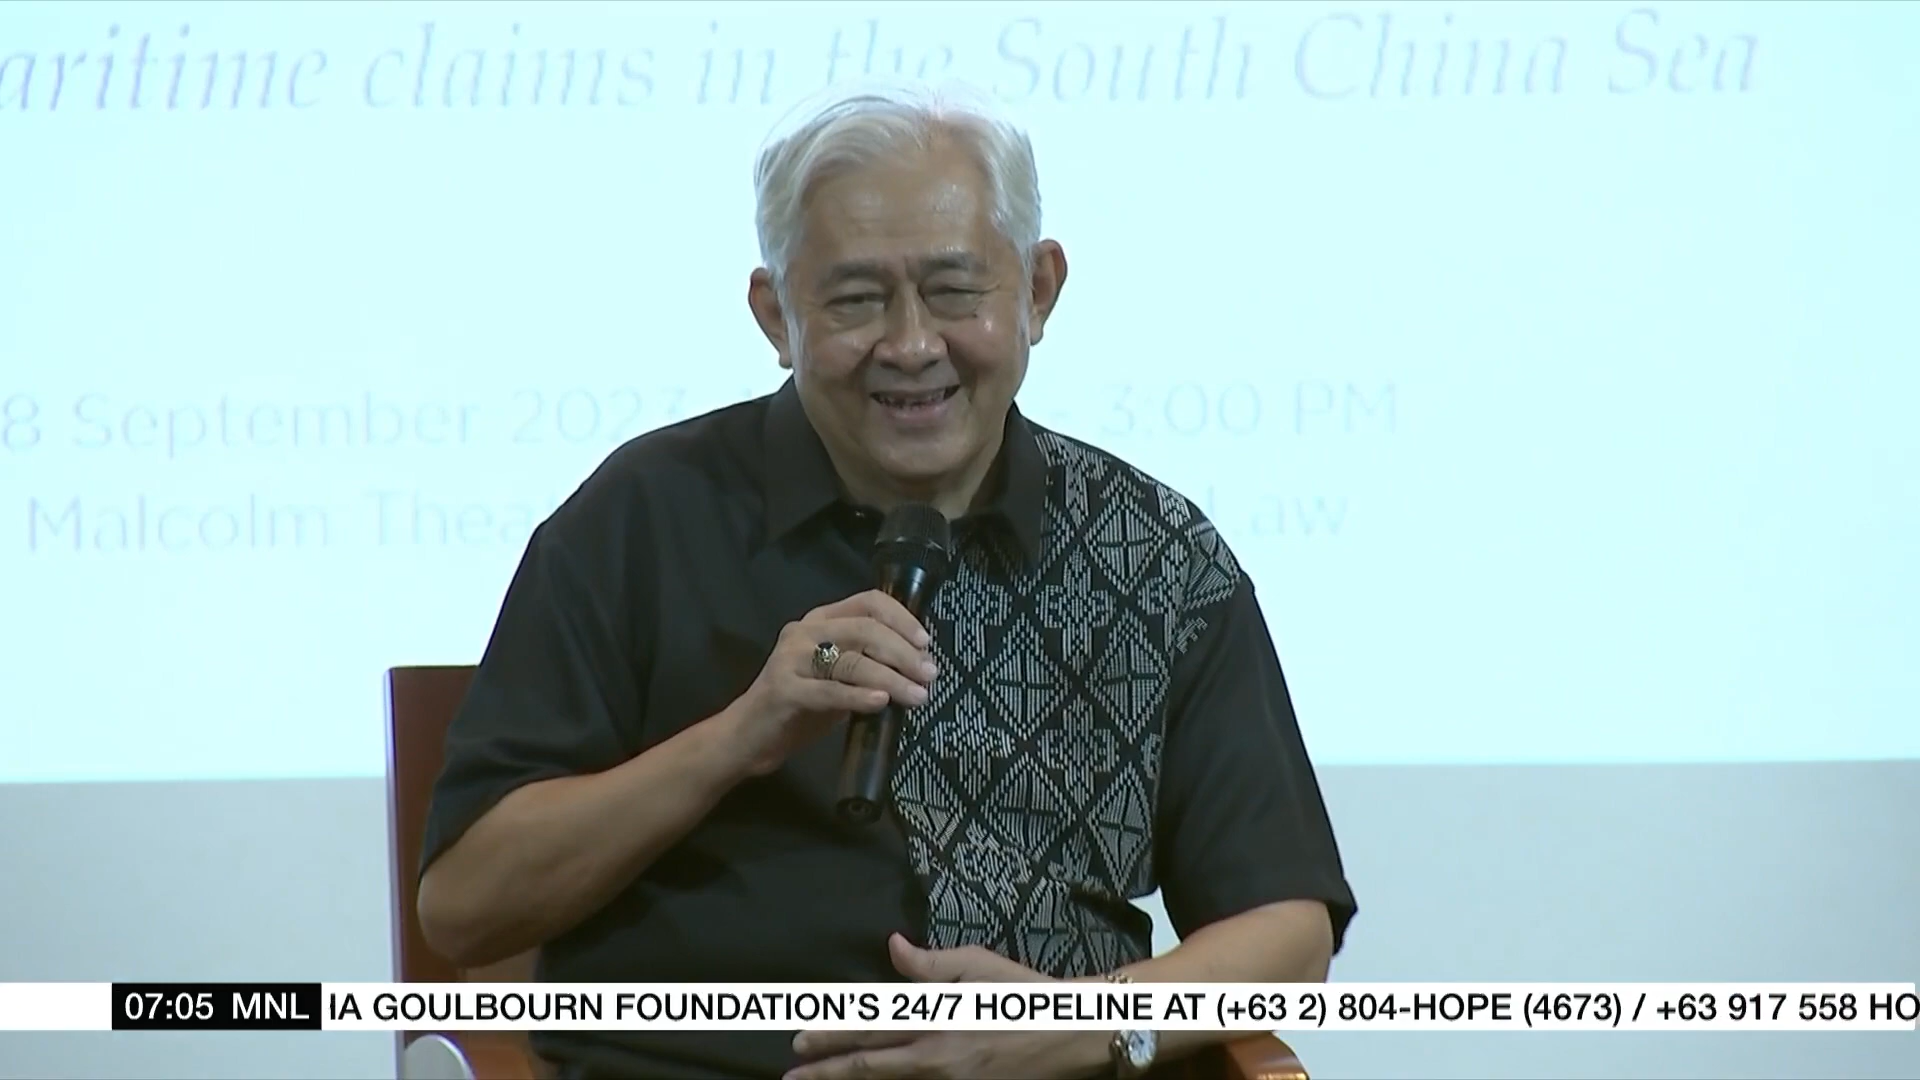 aritime claims in the South China Sea
8 September 2023 - 3:00 PM
Malcolm Thea Law
07:05 MNL IA GOULBOURN FOUNDATION’S 24/7 HOPELINE AT (+63 2) 804-HOPE (4673) / +63 917 558 HO